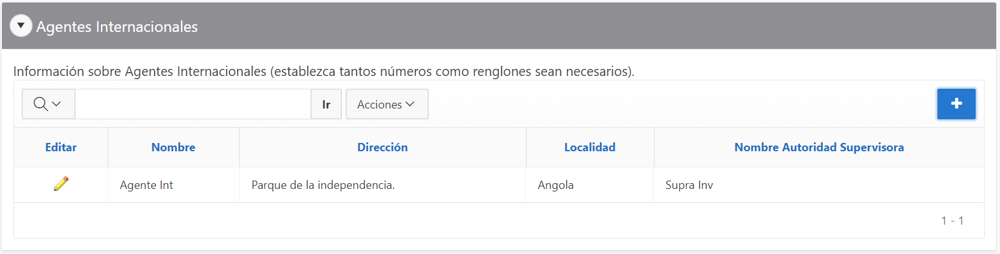 Agentes Internacionales
Información sobre Agentes Internacionales (establezca tantos números como renglones sean necesarios).
Ir Acciones
Editar Nombre Dirección Localidad Nombre Autoridad Supervisora
Agente Int Parque de la independencia. Angola Supra Inv
1 - 1